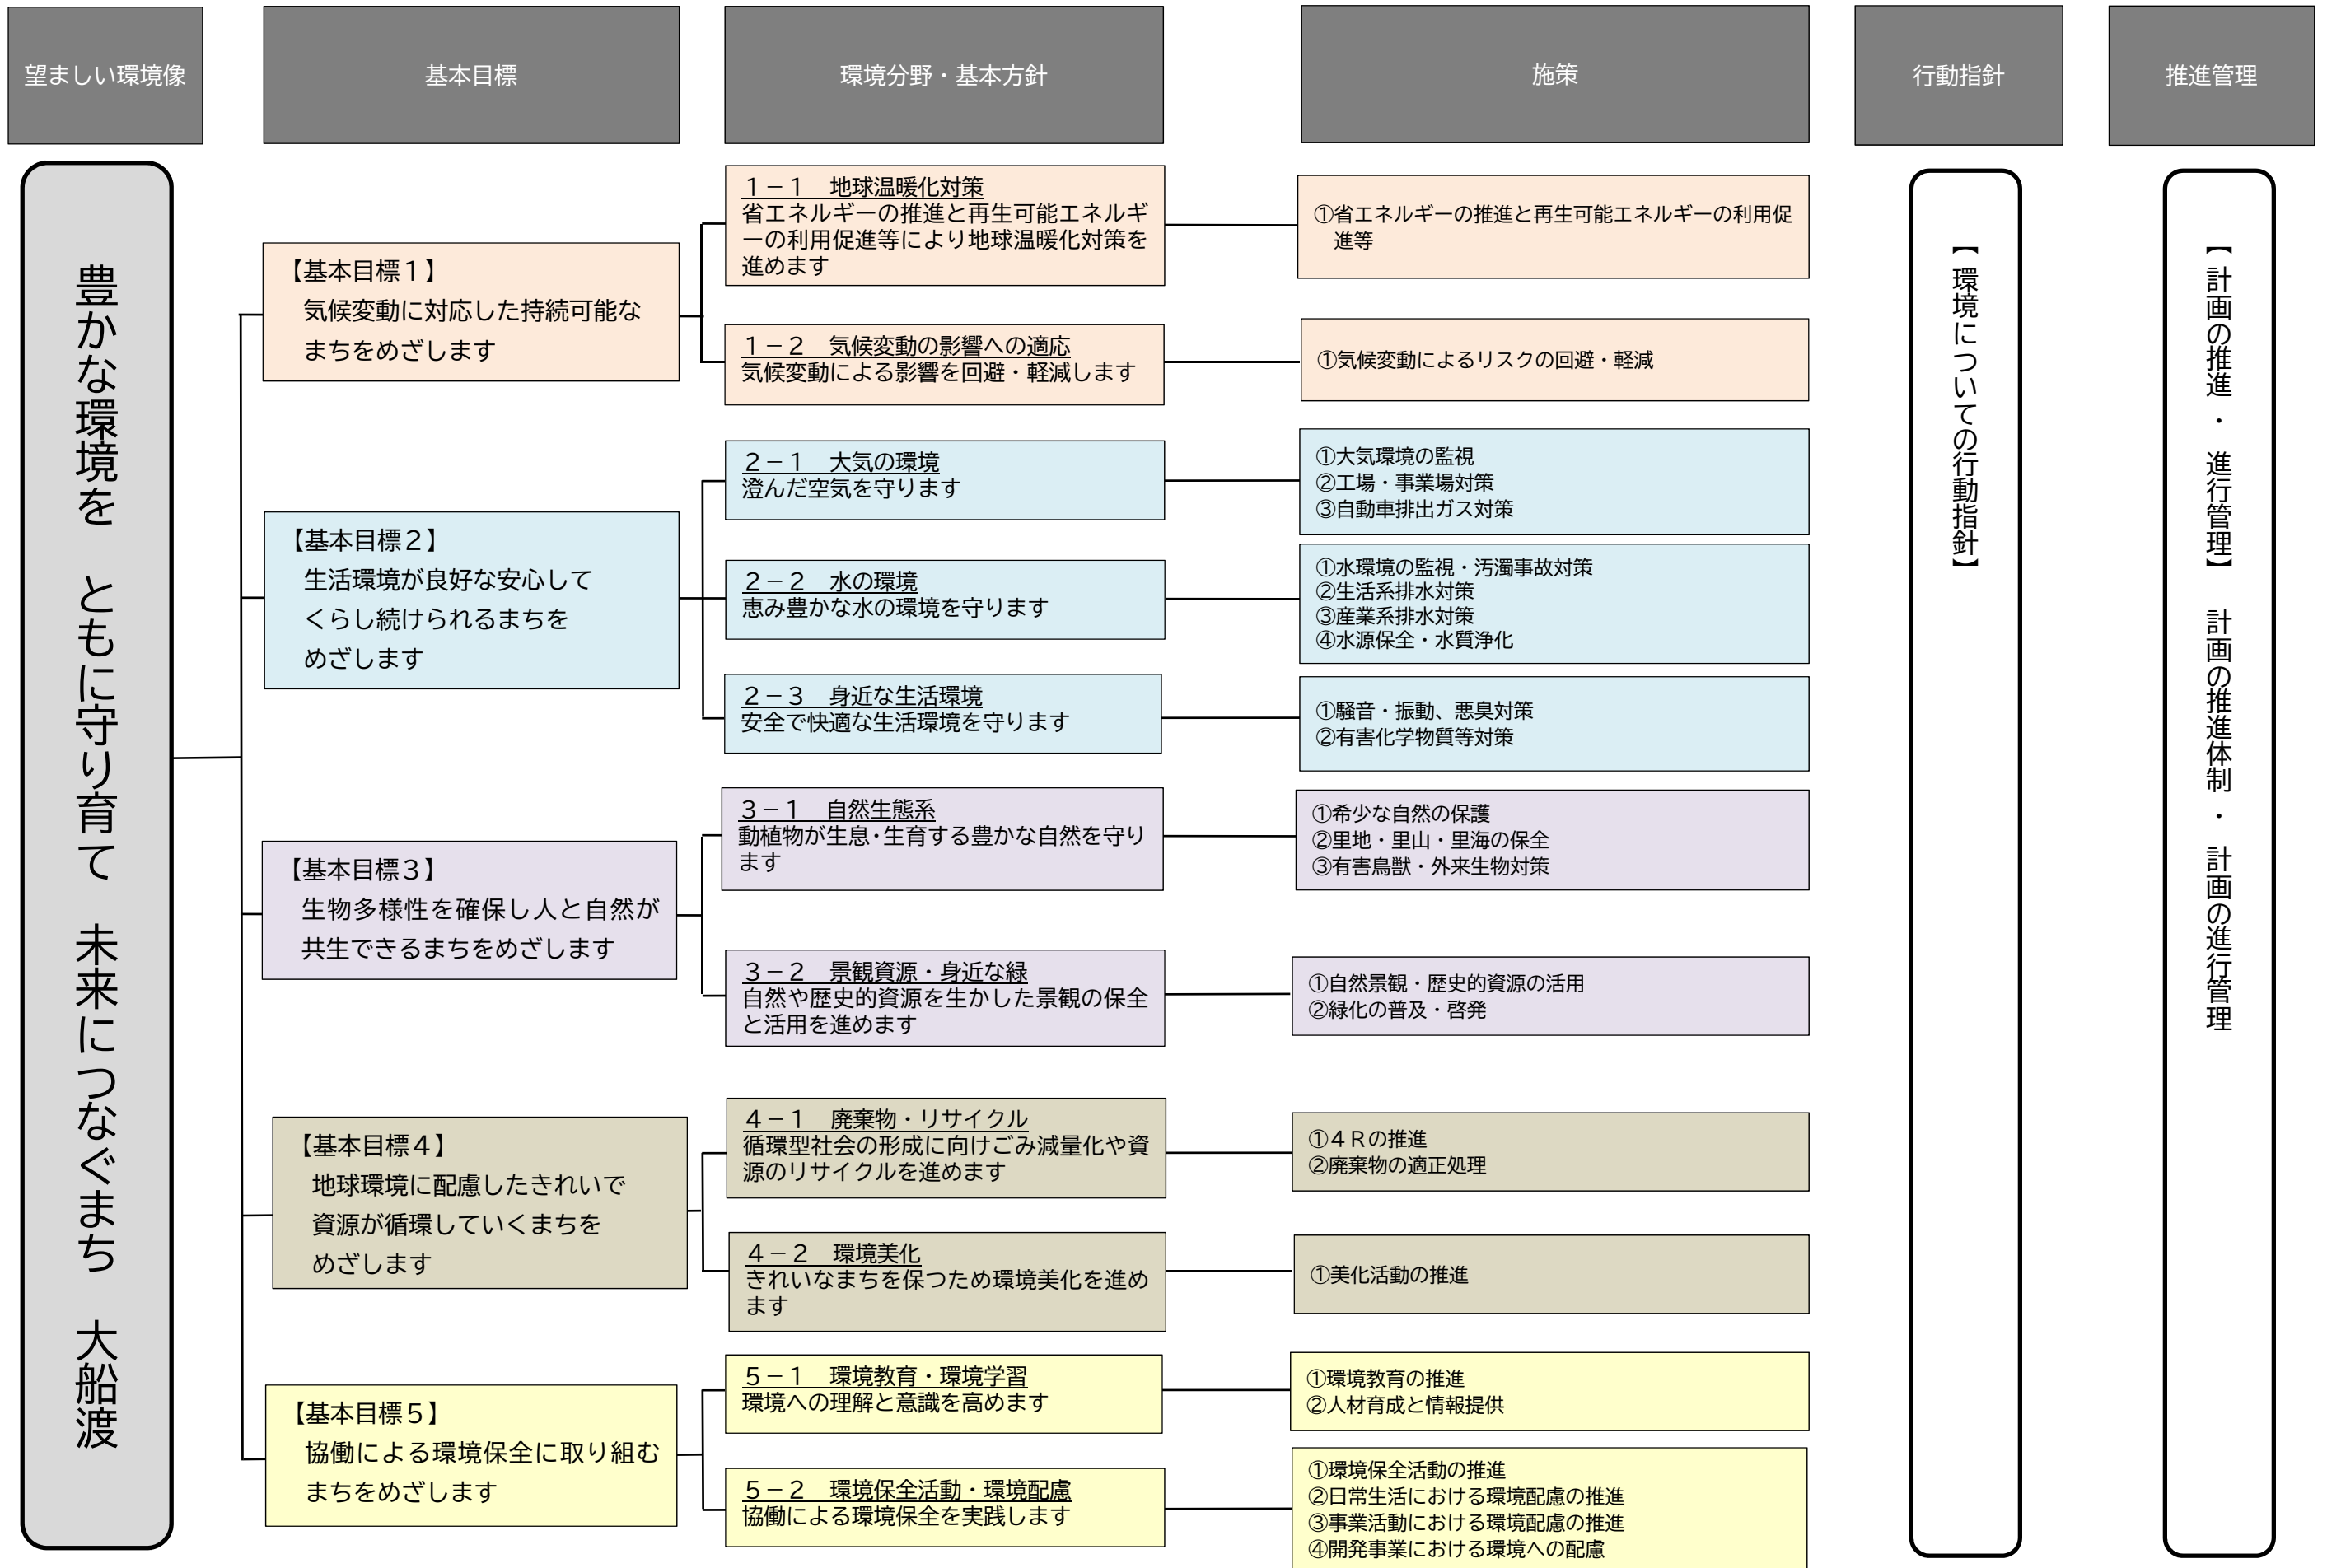 望ましい環境像
基本目標
環境分野・基本方針
施策
行動指針
推進管理
豊かな環境を　ともに守り育て　未来につなぐまち　大船渡
【基本目標１】
気候変動に対応した持続可能な
まちをめざします
１－１　地球温暖化対策
省エネルギーの推進と再生可能エネルギ
ーの利用促進等により地球温暖化対策を
進めます
①省エネルギーの推進と再生可能エネルギーの利用促
進等
１－２　気候変動の影響への適応
気候変動による影響を回避・軽減します
①気候変動によるリスクの回避・軽減
【基本目標２】
生活環境が良好な安心して
くらし続けられるまちを
めざします
２－１　大気の環境
澄んだ空気を守ります
①大気環境の監視
②工場・事業場対策
③自動車排出ガス対策
２－２　水の環境
恵み豊かな水の環境を守ります
①水環境の監視・汚濁事故対策
②生活系排水対策
③産業系排水対策
④水源保全・水質浄化
２－３　身近な生活環境
安全で快適な生活環境を守ります
①騒音・振動、悪臭対策
②有害化学物質等対策
【基本目標３】
生物多様性を確保し人と自然が
共生できるまちをめざします
３－１　自然生態系
動植物が生息･生育する豊かな自然を守り
ます
①希少な自然の保護
②里地・里山・里海の保全
③有害鳥獣・外来生物対策
３－２　景観資源・身近な緑
自然や歴史的資源を生かした景観の保全
と活用を進めます
①自然景観・歴史的資源の活用
②緑化の普及・啓発
【基本目標４】
地球環境に配慮したきれいで
資源が循環していくまちを
めざします
４－１　廃棄物・リサイクル
循環型社会の形成に向けごみ減量化や資
源のリサイクルを進めます
①４Ｒの推進
②廃棄物の適正処理
４－２　環境美化
きれいなまちを保つため環境美化を進め
ます
①美化活動の推進
【基本目標５】
協働による環境保全に取り組む
まちをめざします
５－１　環境教育・環境学習
環境への理解と意識を高めます
①環境教育の推進
②人材育成と情報提供
５－２　環境保全活動・環境配慮
協働による環境保全を実践します
①環境保全活動の推進
②日常生活における環境配慮の推進
③事業活動における環境配慮の推進
④開発事業における環境への配慮
【環境についての行動指針】
【計画の推進・進行管理】　計画の推進体制・計画の進行管理